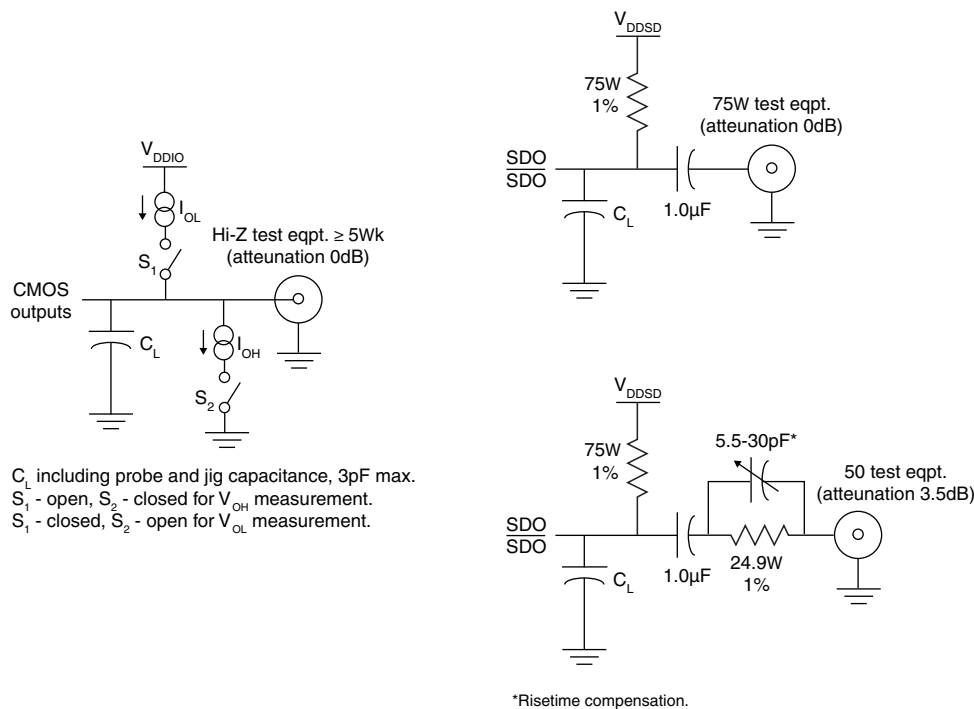 V_DDIO
I_OL
S_1
Hi-Z test eqpt. ≥ 5Wk
(atteunation 0dB)
CMOS
outputs
C_L
I_OH
S_2
C_L including probe and jig capacitance, 3pF max.
S_1 - open, S_2 - closed for V_OH measurement.
S_1 - closed, S_2 - open for V_OL measurement.
V_DDSD
75W
1%
75W test eqpt.
(atteunation 0dB)
SDO
SDO
C_L
1.0µF
V_DDSD
75W
1%
5.5-30pF*
50 test eqpt.
(atteunation 3.5dB)
SDO
SDO
C_L
1.0µF
24.9W
1%
*Risetime compensation.